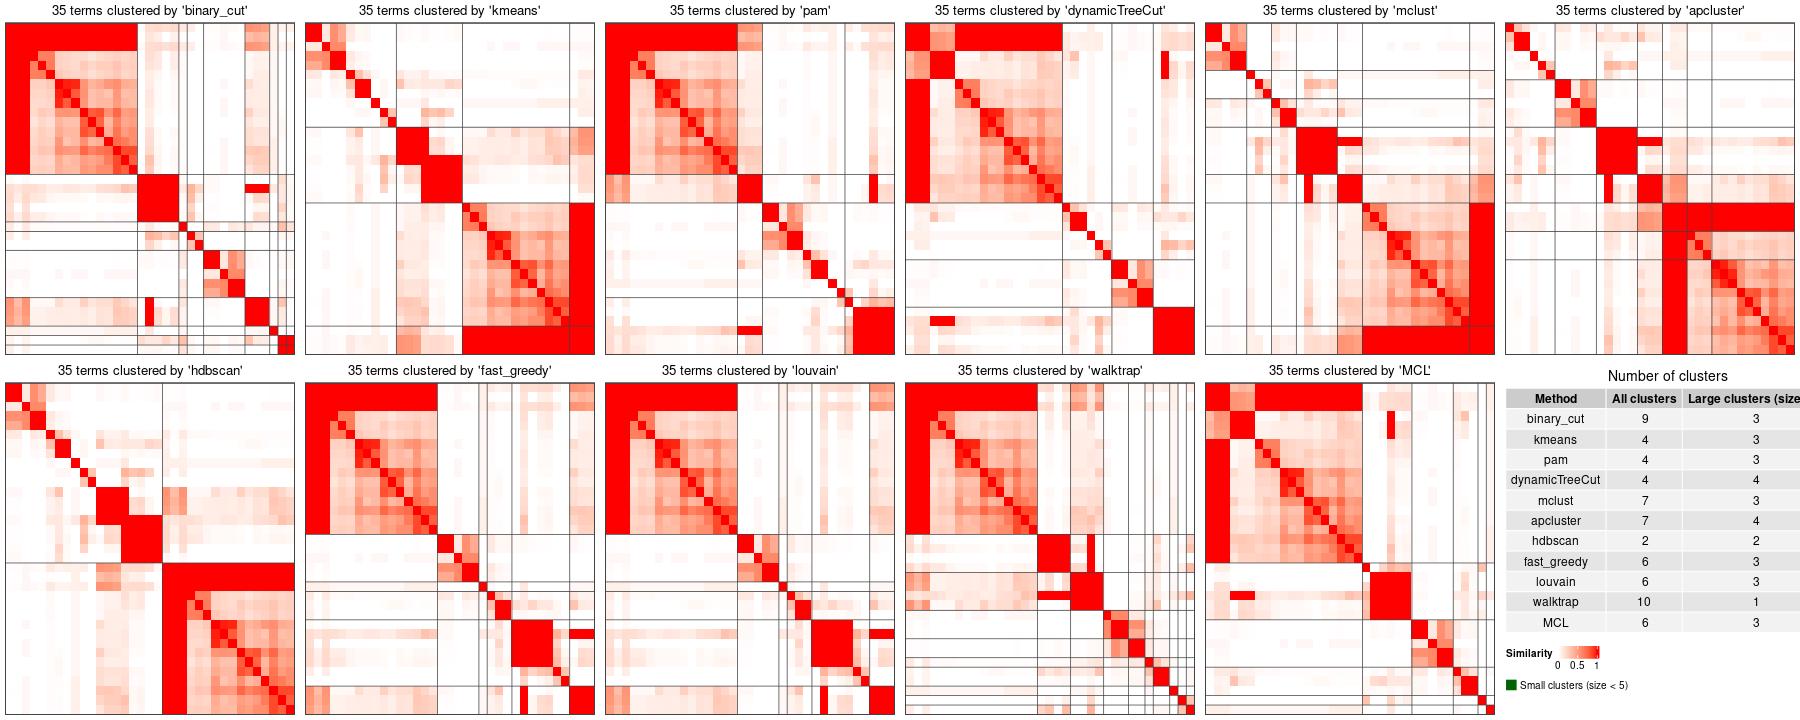 35 terms clustered by 'binary_cut'
35 terms clustered by 'kmeans'
35 terms clustered by 'pam'
35 terms clustered by 'dynamicTreeCut'
35 terms clustered by 'mclust'
35 terms clustered by 'apcluster'
35 terms clustered by 'hdbscan'
35 terms clustered by 'fast_greedy'
35 terms clustered by 'louvain'
35 terms clustered by 'walktrap'
35 terms clustered by 'MCL'
Number of clusters
Method All clusters Large clusters (size
binary_cut 9 3
kmeans 4 3
pam 4 3
dynamicTreeCut 4 4
mclust 7 3
apcluster 7 4
hdbscan 2 2
fast_greedy 6 3
louvain 6 3
walktrap 10 1
MCL 6 3
Similarity
0 0.5 1
Small clusters (size < 5)